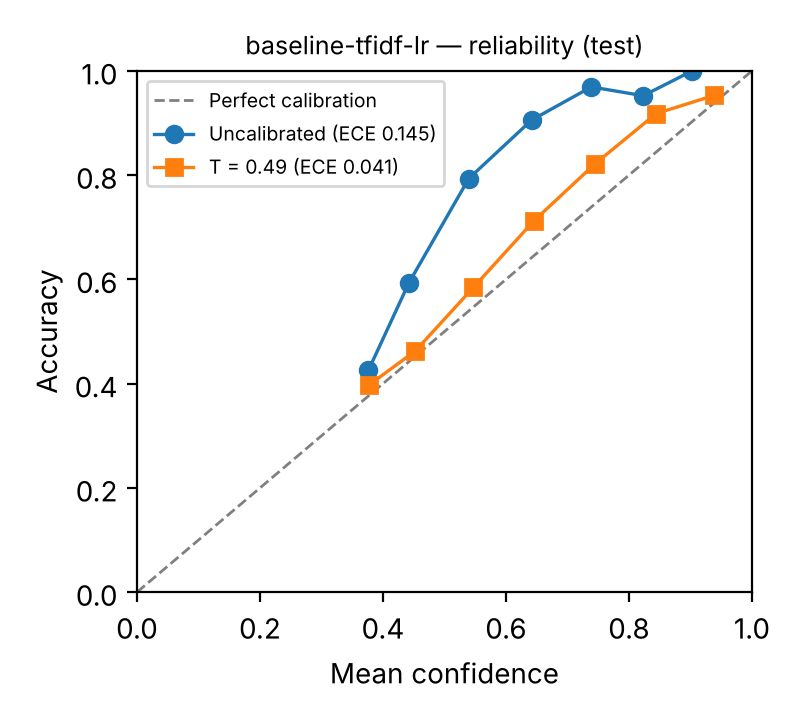 baseline-tfidf-lr — reliability (test)
1.0
Perfect calibration
Uncalibrated (ECE 0.145)
T = 0.49 (ECE 0.041)
0.8
0.6
Accuracy
0.4
0.2
0.0
0.0 0.2 0.4 0.6 0.8 1.0
Mean confidence